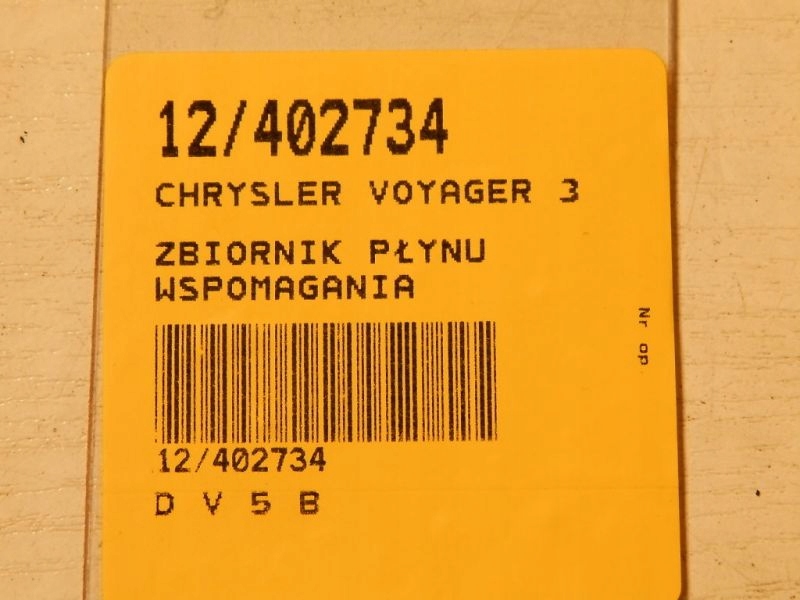 12/402734
CHRYSLER VOYAGER 3
ZBIORNIK PŁYNU
WSPOMAGANIA
Nr op.
12/402734
D V 5 B